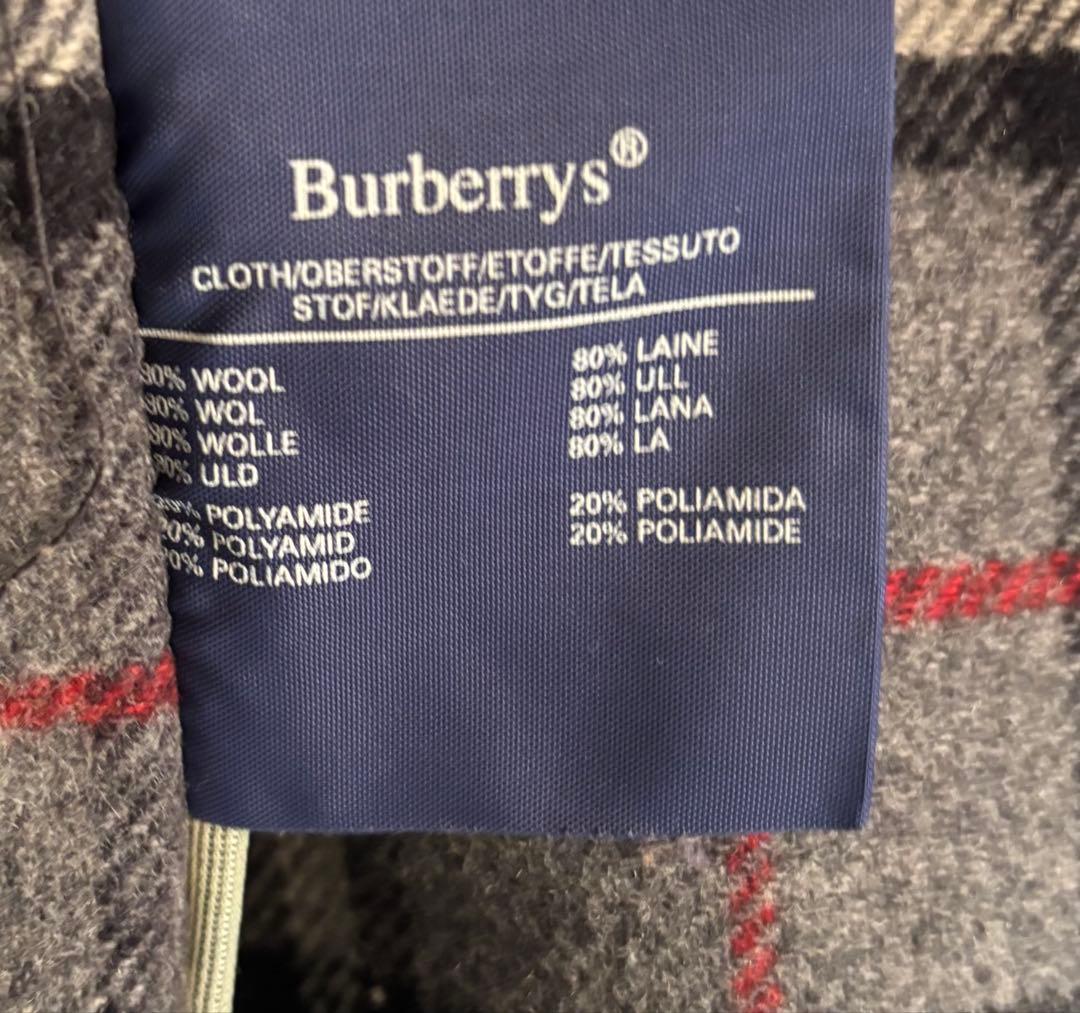 Burberrys®
CLOTH/OBERSTOFF/ETOFFE/TESSUTO
STOF/KLAEDE/TYG/TELA
WOOL
WOL
WOLLE
ULD
POLYAMIDE
20% POLYAMID
POLIAMIDO
80% LAINE
80% ULL
80% LANA
80% LA
20% POLIAMIDA
20% POLIAMIDE